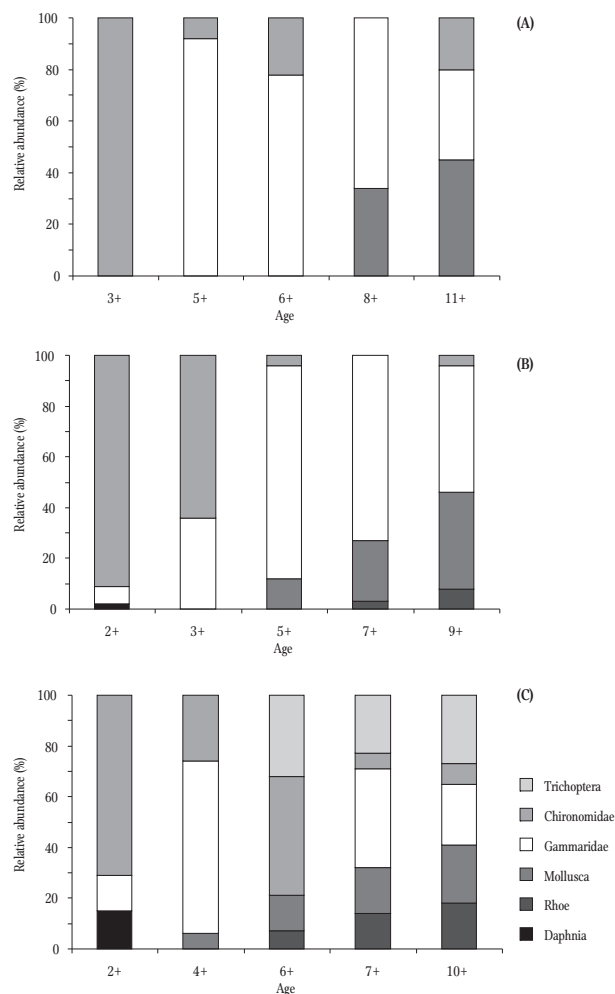 (A)
Relative abundance (%)
100
80
60
40
20
0
3+ 5+ 6+ 8+ 11+
Age
(B)
Relative abundance (%)
100
80
60
40
20
0
2+ 3+ 5+ 7+ 9+
Age
(C)
Relative abundance (%)
100
80
60
40
20
0
2+ 4+ 6+ 7+ 10+
Age
Trichoptera
Chironomidae
Gammaridae
Mollusca
Rhoe
Daphnia